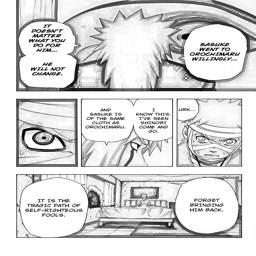 SASUKE
WENT TO
OROCHIMARU
WILLINGLY...
IT
DOESN'T
MATTER
WHAT YOU
DO FOR
HIM...
HE
WILL NOT
CHANGE.
URK...
I
KNOW THIS.
I'VE SEEN
SHINOBI
COME AND
GO.
AND
SASUKE IS
OF THE SAME
CLOTH AS
OROCHIMARU.
FORGET
BRINGING
HIM BACK.
IT IS THE
TRAGIC PATH OF
SELF-RIGHTEOUS
FOOLS.